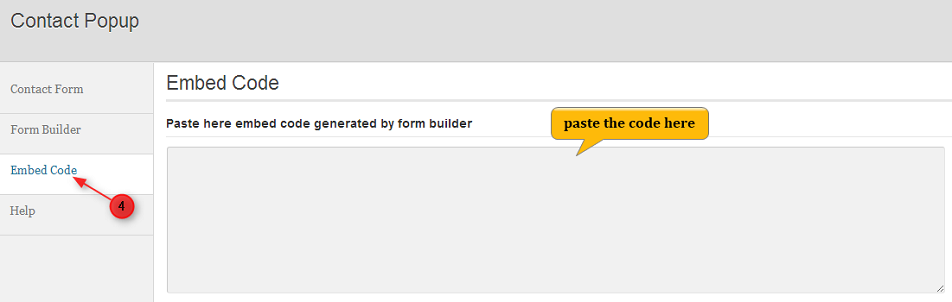 Contact Popup
Contact Form
Form Builder
Embed Code
Help
4
Embed Code
Paste here embed code generated by form builder
paste the code here